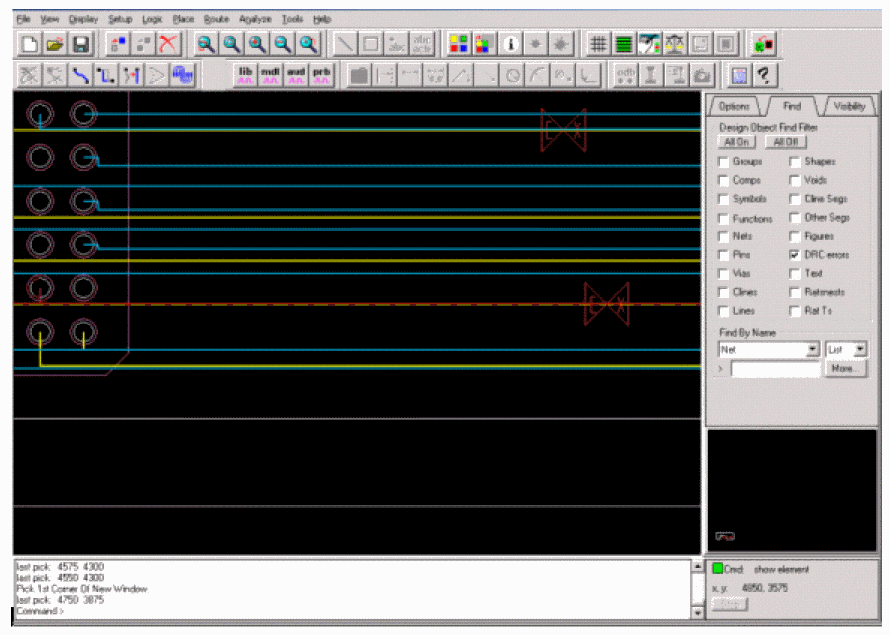 File View Display Setup Logic Place Route Analyze Tools Help
abc
abc
lib mdl aud prb
odb
Options Find Visibility
Design Object Find Filter
All On All Off
Groups Shapes
Comps Voids
Symbols Cline Segs
Functions Other Segs
Nets Figures
Pins DRC errors
Vias Text
Clines Ratsnests
Lines Rat Ts
Find By Name
Net List
> More...
last pick: 4575 4300
last pick: 4550 4300
Pick 1st Corner Of New Window
last pick: 4750 3875
Command >
Cmd: show element
x, y: 4850, 3575